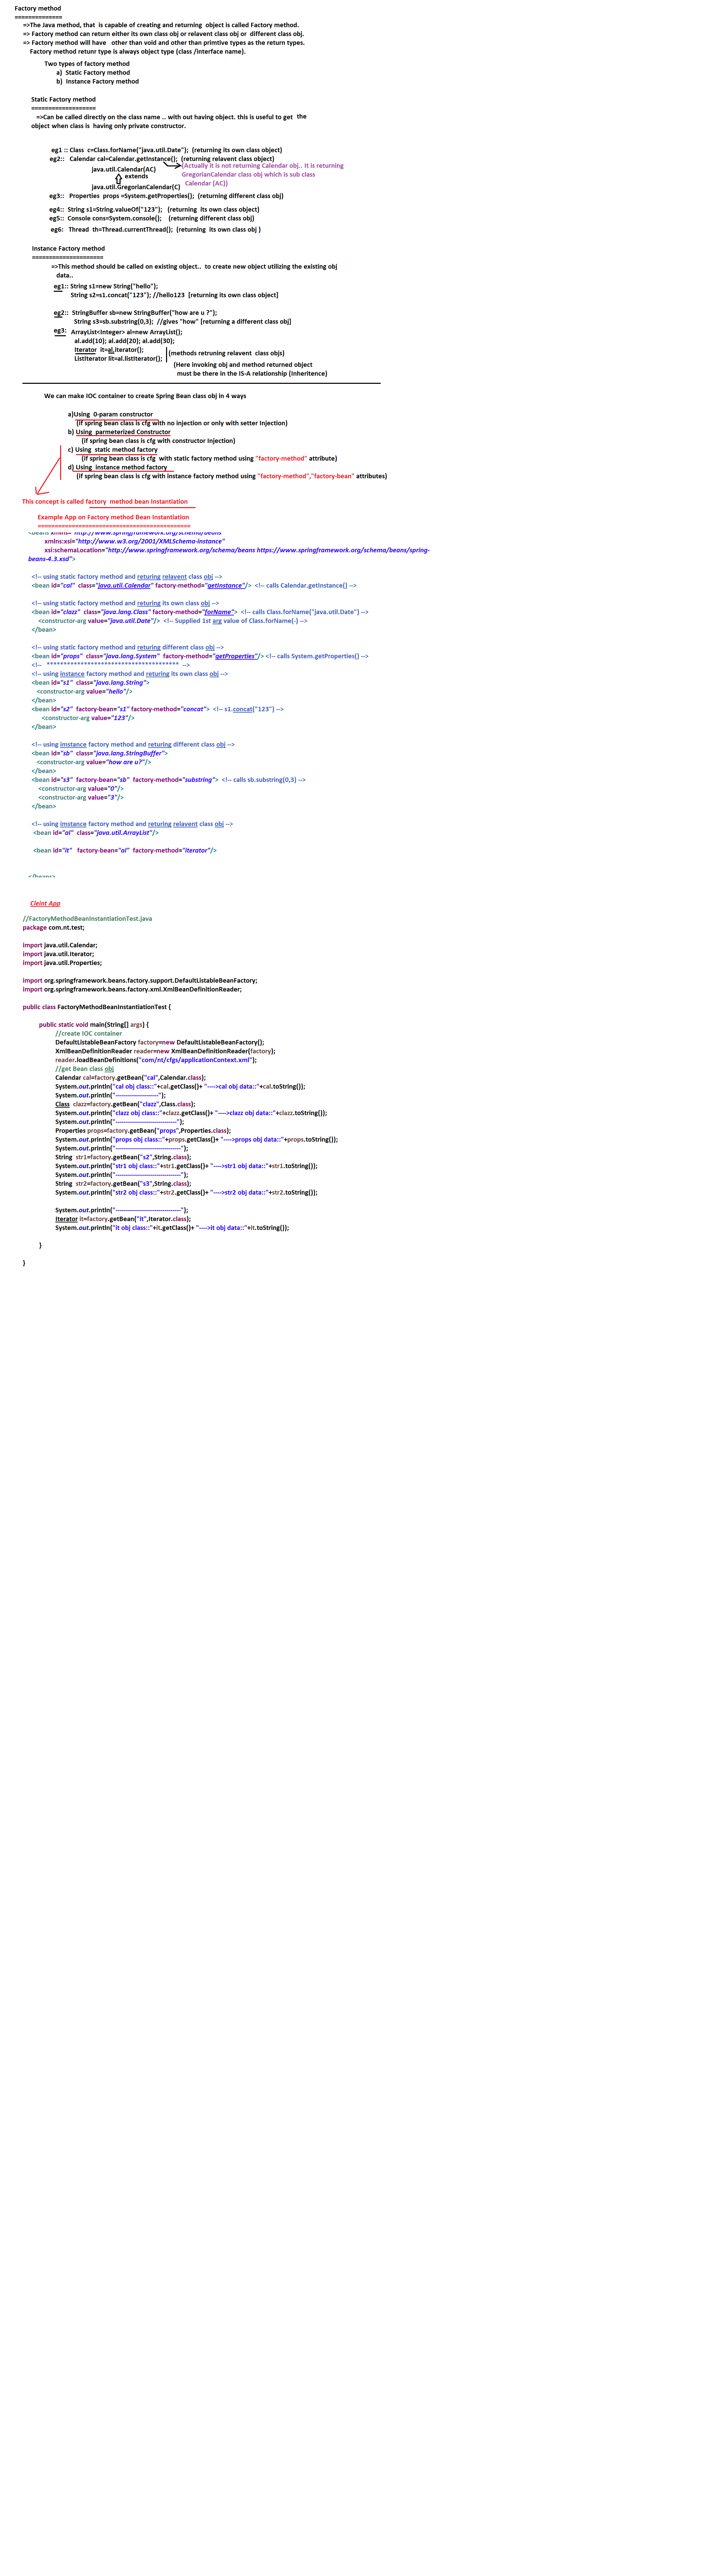 Factory method
==============
=>The Java method, that  is capable of creating and returning  object is called Factory method.
=> Factory method can return either its own class obj or relavent class obj or  different class obj.
=> Factory method will have   other than void and other than primtive types as the return types.
Factory method retunr type is always object type (class /Interface name).
Two types of factory method
a)  Static Factory method
b)  Instance Factory method
Static Factory method
===================
=>Can be called directly on the class name .. with out having object. this is useful to get  the
object when class is  having only private constructor.
eg1 :: Class  c=Class.forName("java.util.Date");  (returning its own class object)
eg2::   Calendar cal=Calendar.getInstance();  (returning relavent class object)
(Actually it is not returning Calendar obj.. It is returning
java.util.Calendar(AC)
GregorianCalendar class obj which is sub class
extends
Calendar (AC))
java.util.GregorianCalendar(C)
eg3::   Properties  props =System.getProperties();  (returning different class obj)
eg4::  String s1=String.valueOf("123");   (returning  its own class object)
eg5::  Console cons=System.console();    (returning different class obj)
eg6:   Thread  th=Thread.currentThread();  (returning  its own class obj )
Instance Factory method
=====================
=>This method should be called on existing object..  to create new object utilizing the existing obj
data..
eg1:: String s1=new String("hello");
String s2=s1.concat("123"); //hello123  [returning its own class object]
eg2::  StringBuffer sb=new StringBuffer("how are u ?");
String s3=sb.substring(0,3);  //gives "how" [returning a different class obj]
eg3:  ArrayList<Integer> al=new ArrayList();
al.add(10); al.add(20); al.add(30);
Iterator  it=al.iterator();
(methods retruning relavent  class objs)
ListIterator lit=al.listIterator();
(Here invoking obj and method returned object
must be there in the IS-A relationship (Inheritence)
We can make IOC container to create Spring Bean class obj in 4 ways
a)Using  0-param constructor
(if spring bean class is cfg with no injection or only with setter Injection)
b) Using  parmeterized Constructor
(if spring bean class is cfg with constructor Injection)
c) Using  static method factory
(if spring bean class is cfg  with static factory method using "factory-method" attribute)
d) Using  instance method factory
(if spring bean class is cfg with instance factory method using "factory-method","factory-bean" attributes)
This concept is called factory  method bean Instantiation
Example App on Factory method Bean Instantiation
=============================================
<beans xmlns="http://www.springframework.org/schema/beans"
xmlns:xsi="http://www.w3.org/2001/XMLSchema-instance"
xsi:schemaLocation="http://www.springframework.org/schema/beans https://www.springframework.org/schema/beans/spring-
beans-4.3.xsd">
<!-- using static factory method and returing relavent class obj -->
<bean id="cal"  class="java.util.Calendar" factory-method="getInstance"/>  <!-- calls Calendar.getinstance() -->
<!-- using static factory method and returing its own class obj -->
<bean id="clazz"  class="java.lang.Class" factory-method="forName">  <!-- calls Class.forName("java.util.Date") -->
<constructor-arg value="java.util.Date"/>  <!-- Supplied 1st arg value of Class.forName(-) -->
</bean>
<!-- using static factory method and returing different class obj -->
<bean id="props"  class="java.lang.System"  factory-method="getProperties"/> <!-- calls System.getProperties() -->
<!--   ***************************************  -->
<!-- using instance factory method and returing its own class obj -->
<bean id="s1"  class="java.lang.String">
<constructor-arg value="hello"/>
</bean>
<bean id="s2"  factory-bean="s1" factory-method="concat">  <!-- s1.concat("123") -->
<constructor-arg value="123"/>
</bean>
<!-- using imstance factory method and returing different class obj -->
<bean id="sb"  class="java.lang.StringBuffer">
<constructor-arg value="how are u?"/>
</bean>
<bean id="s3"  factory-bean="sb"  factory-method="substring">  <!-- calls sb.substring(0,3) -->
<constructor-arg value="0"/>
<constructor-arg value="3"/>
</bean>
<!-- using imstance factory method and returing relavent class obj -->
<bean id="al"  class="java.util.ArrayList"/>
<bean id="it"   factory-bean="al"  factory-method="iterator"/>
</beans>
Cleint App
//FactoryMethodBeanInstantiationTest.java
package com.nt.test;
import java.util.Calendar;
import java.util.Iterator;
import java.util.Properties;
import org.springframework.beans.factory.support.DefaultListableBeanFactory;
import org.springframework.beans.factory.xml.XmlBeanDefinitionReader;
public class FactoryMethodBeanInstantiationTest {
public static void main(String[] args) {
//create IOC container
DefaultListableBeanFactory factory=new DefaultListableBeanFactory();
XmlBeanDefinitionReader reader=new XmlBeanDefinitionReader(factory);
reader.loadBeanDefinitions("com/nt/cfgs/applicationContext.xml");
//get Bean class obj
Calendar cal=factory.getBean("cal",Calendar.class);
System.out.println("cal obj class::"+cal.getClass()+ "---->cal obj data::"+cal.toString());
System.out.println("--------------------");
Class  clazz=factory.getBean("clazz",Class.class);
System.out.println("clazz obj class::"+clazz.getClass()+ "---->clazz obj data::"+clazz.toString());
System.out.println("----------------------------");
Properties props=factory.getBean("props",Properties.class);
System.out.println("props obj class::"+props.getClass()+ "---->props obj data::"+props.toString());
System.out.println("------------------------------");
String  str1=factory.getBean("s2",String.class);
System.out.println("str1 obj class::"+str1.getClass()+ "---->str1 obj data::"+str1.toString());
System.out.println("------------------------------");
String  str2=factory.getBean("s3",String.class);
System.out.println("str2 obj class::"+str2.getClass()+ "---->str2 obj data::"+str2.toString());
System.out.println("------------------------------");
Iterator it=factory.getBean("it",Iterator.class);
System.out.println("it obj class::"+it.getClass()+ "---->it obj data::"+it.toString());
}
}